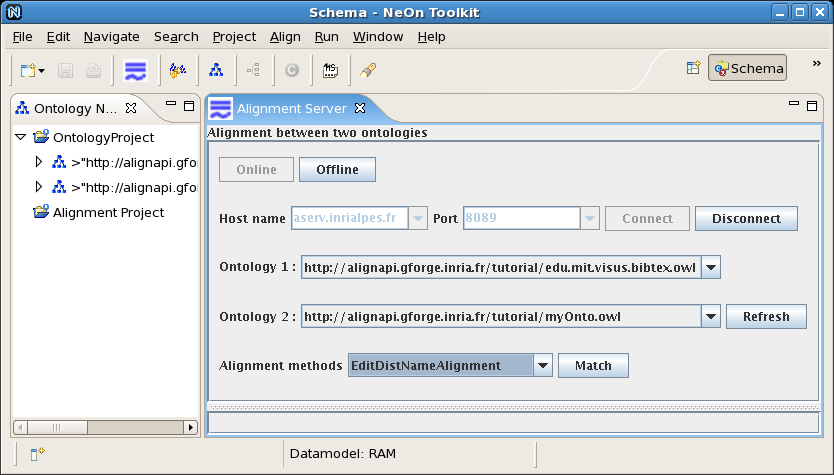 Schema - NeOn Toolkit
File Edit Navigate Search Project Align Run Window Help
Schema
Ontology N...
Alignment Server
OntologyProject
>"http://alignapi.gfo
>"http://alignapi.gfo
Alignment Project
Alignment between two ontologies
Online Offline
Host name aserv.inrialpes.fr Port 8089 Connect Disconnect
Ontology 1 : http://alignapi.gforge.inria.fr/tutorial/edu.mit.visus.bibtex.owl
Ontology 2 : http://alignapi.gforge.inria.fr/tutorial/myOnto.owl Refresh
Alignment methods EditDistNameAlignment Match
Datamodel: RAM